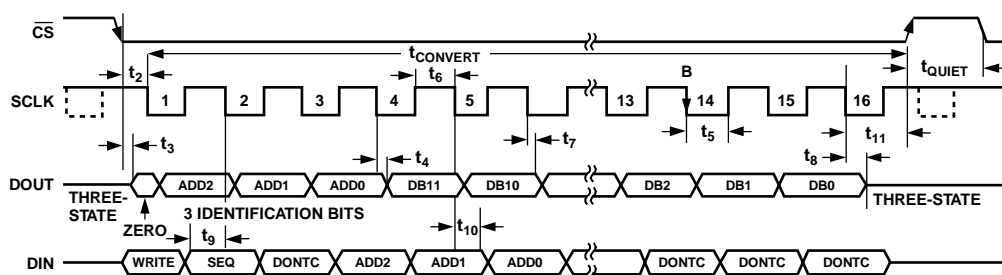 CS
tCONVERT
t2
t6
B
tQUIET
SCLK
1 2 3 4 5 13 14 15 16
t3
t4
t7
t5
t8
t11
DOUT
ADD2 ADD1 ADD0 DB11 DB10 DB2 DB1 DB0
THREE-
STATE
THREE-STATE
ZERO
3 IDENTIFICATION BITS
t9
t10
DIN
WRITE SEQ DONTC ADD2 ADD1 ADD0 DONTC DONTC DONTC